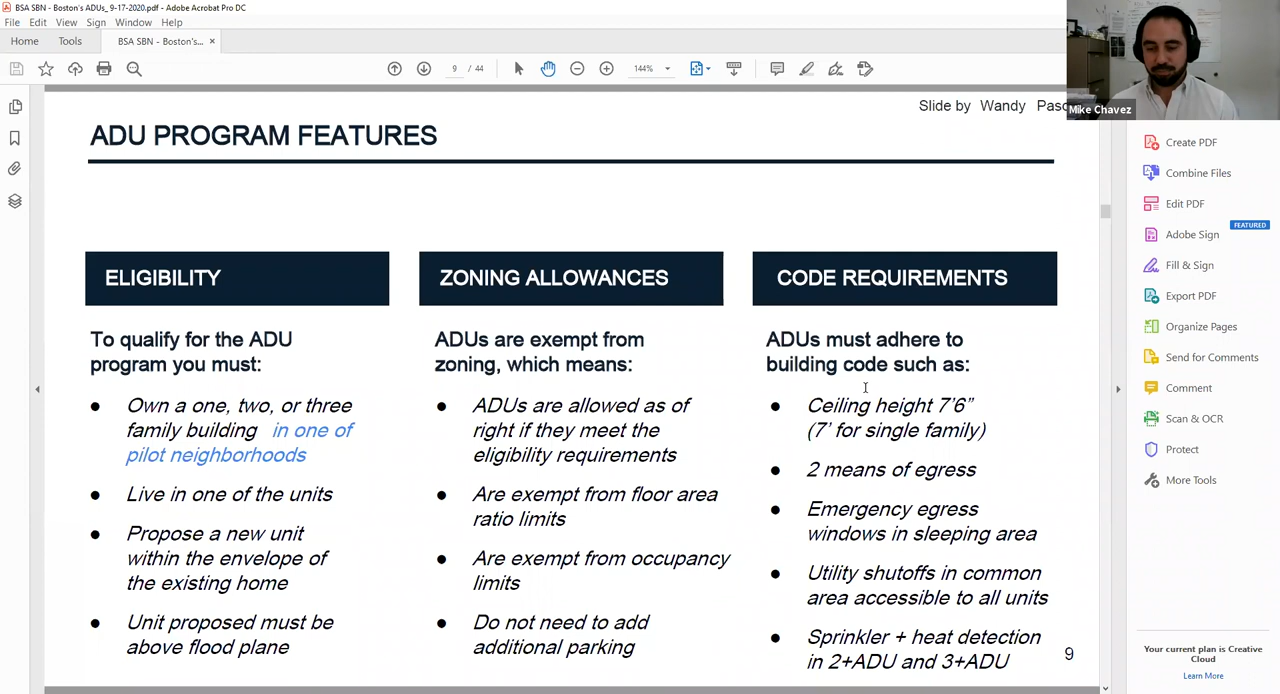 BSA SBN - Boston's ADUs_ 9-17-2020.pdf - Adobe Acrobat Pro DC
File Edit View Sign Window Help
Home Tools BSA SBN - Boston's... ×
9 / 44 144%
Slide by Wandy
Mike Chavez
ADU PROGRAM FEATURES
ELIGIBILITY
To qualify for the ADU
program you must:
● Own a one, two, or three
family building in one of
pilot neighborhoods
● Live in one of the units
● Propose a new unit
within the envelope of
the existing home
● Unit proposed must be
above flood plane
ZONING ALLOWANCES
ADUs are exempt from
zoning, which means:
● ADUs are allowed as of
right if they meet the
eligibility requirements
● Are exempt from floor area
ratio limits
● Are exempt from occupancy
limits
● Do not need to add
additional parking
CODE REQUIREMENTS
ADUs must adhere to
building code such as:
● Ceiling height 7'6”
(7' for single family)
● 2 means of egress
● Emergency egress
windows in sleeping area
● Utility shutoffs in common
area accessible to all units
● Sprinkler + heat detection
in 2+ADU and 3+ADU
9
Create PDF
Combine Files
Edit PDF
FEATURED
Adobe Sign
Fill & Sign
Export PDF
Organize Pages
Send for Comments
Comment
Scan & OCR
Protect
More Tools
Your current plan is Creative
Cloud
Learn More